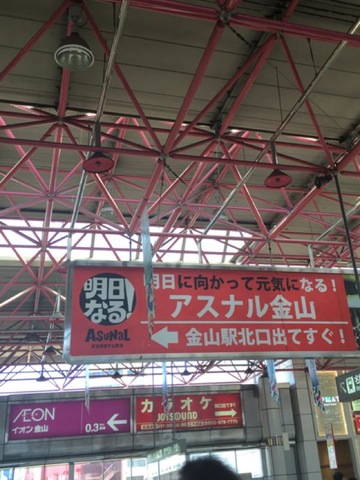 明日なる!
ASUNAL
KANAYAMA
明日に向かって元気になる!
アスナル金山
← 金山駅北口出てすぐ!
ÆON
イオン 金山
0.3
←
カラオケ
JOYSOUND